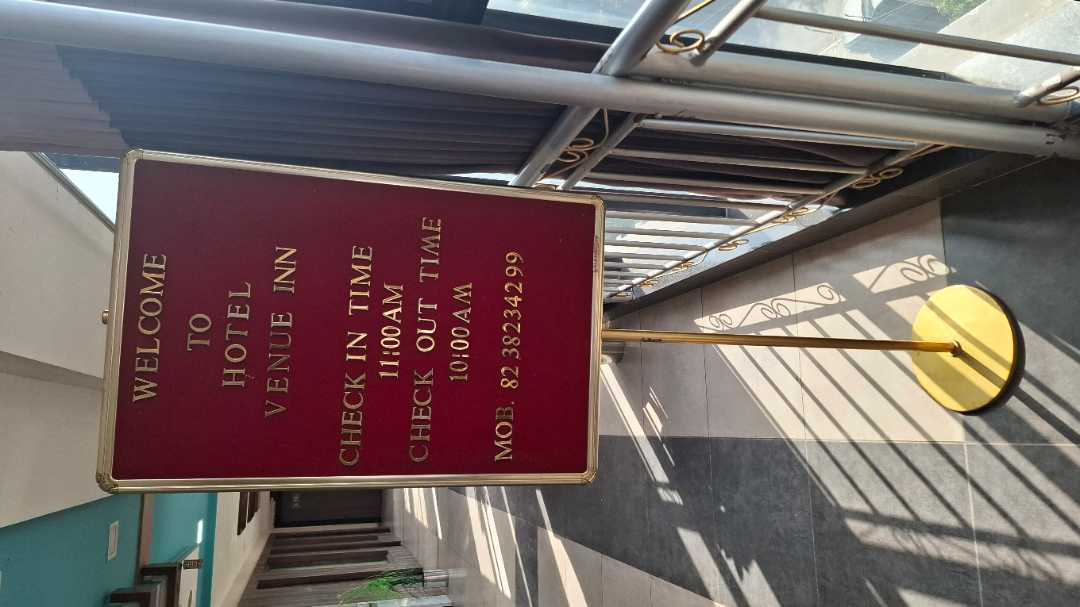 WELCOME
TO
HOTEL
VENUE INN
CHECK IN TIME
11:00AM
CHECK OUT TIME
10:00AM
MOB. 82 38234299